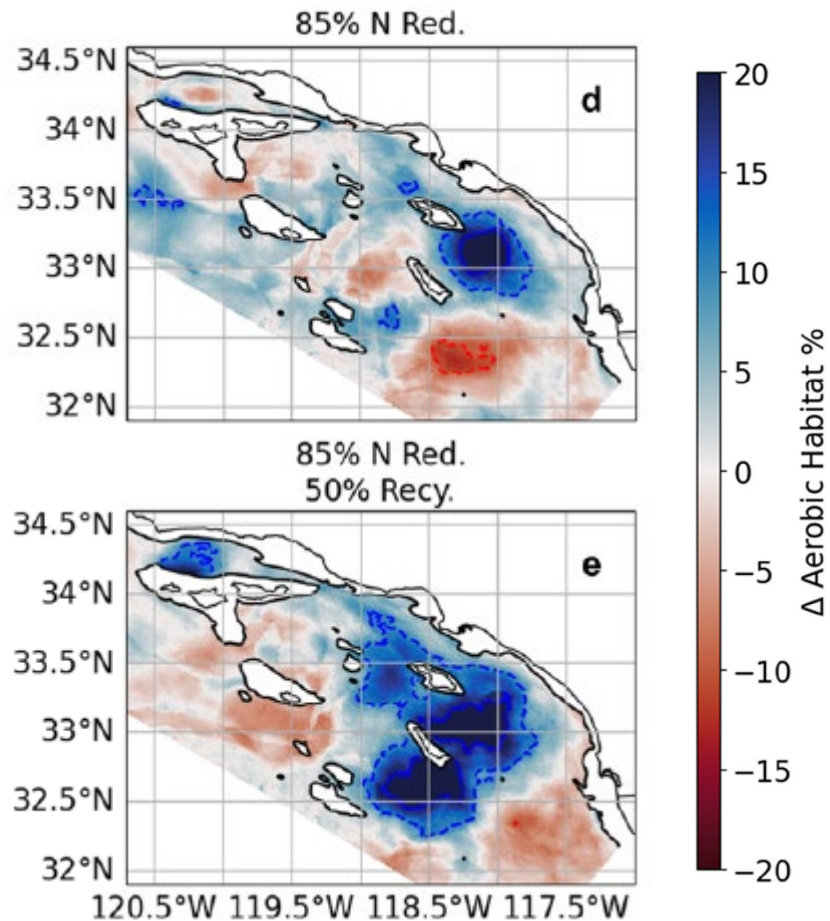 85% N Red.
34.5°N
34°N
33.5°N
33°N
32.5°N
32°N
d
85% N Red.
50% Recy.
34.5°N
34°N
33.5°N
33°N
32.5°N
32°N
e
120.5°W 119.5°W 118.5°W 117.5°W
20
15
10
5
0
−5
−10
−15
−20
Δ Aerobic Habitat %